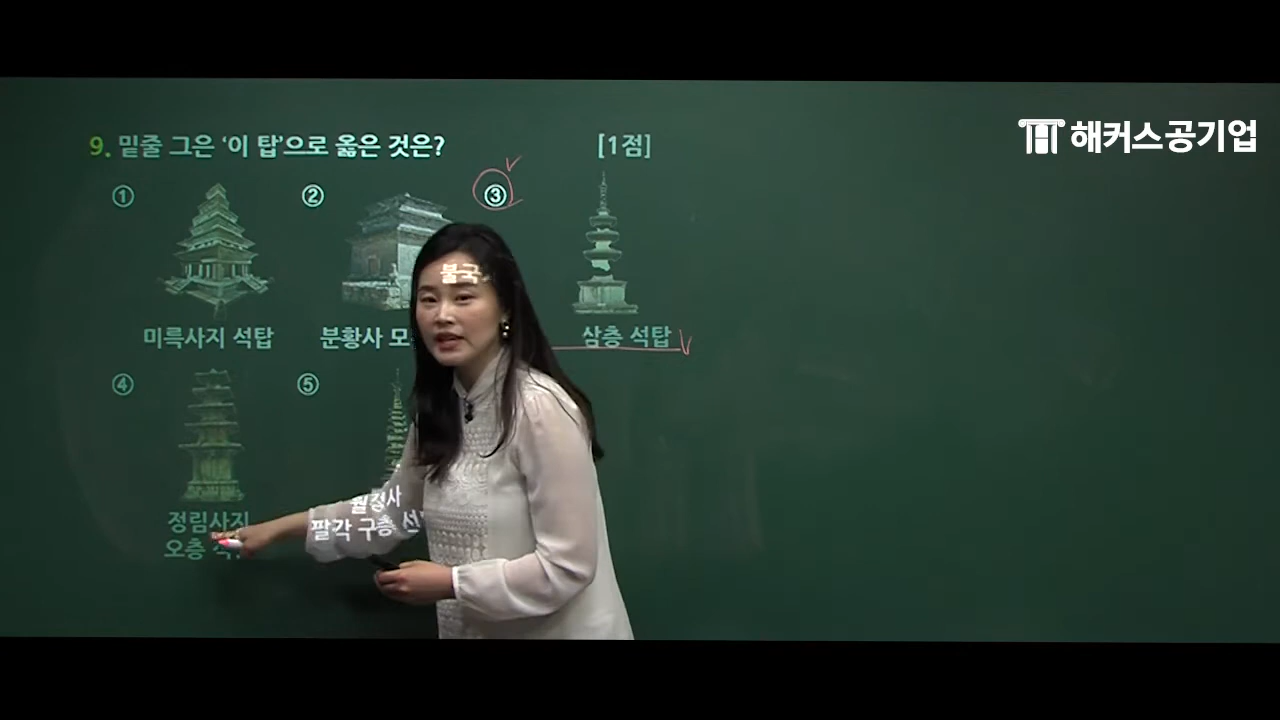 해커스공기업
9. 밑줄 그은 '이 탑'으로 옳은 것은? [1점]
① ② ③
불국
미륵사지 석탑 분황사 삼층 석탑
④ ⑤
정림사지 월정사
오층 팔각 구층